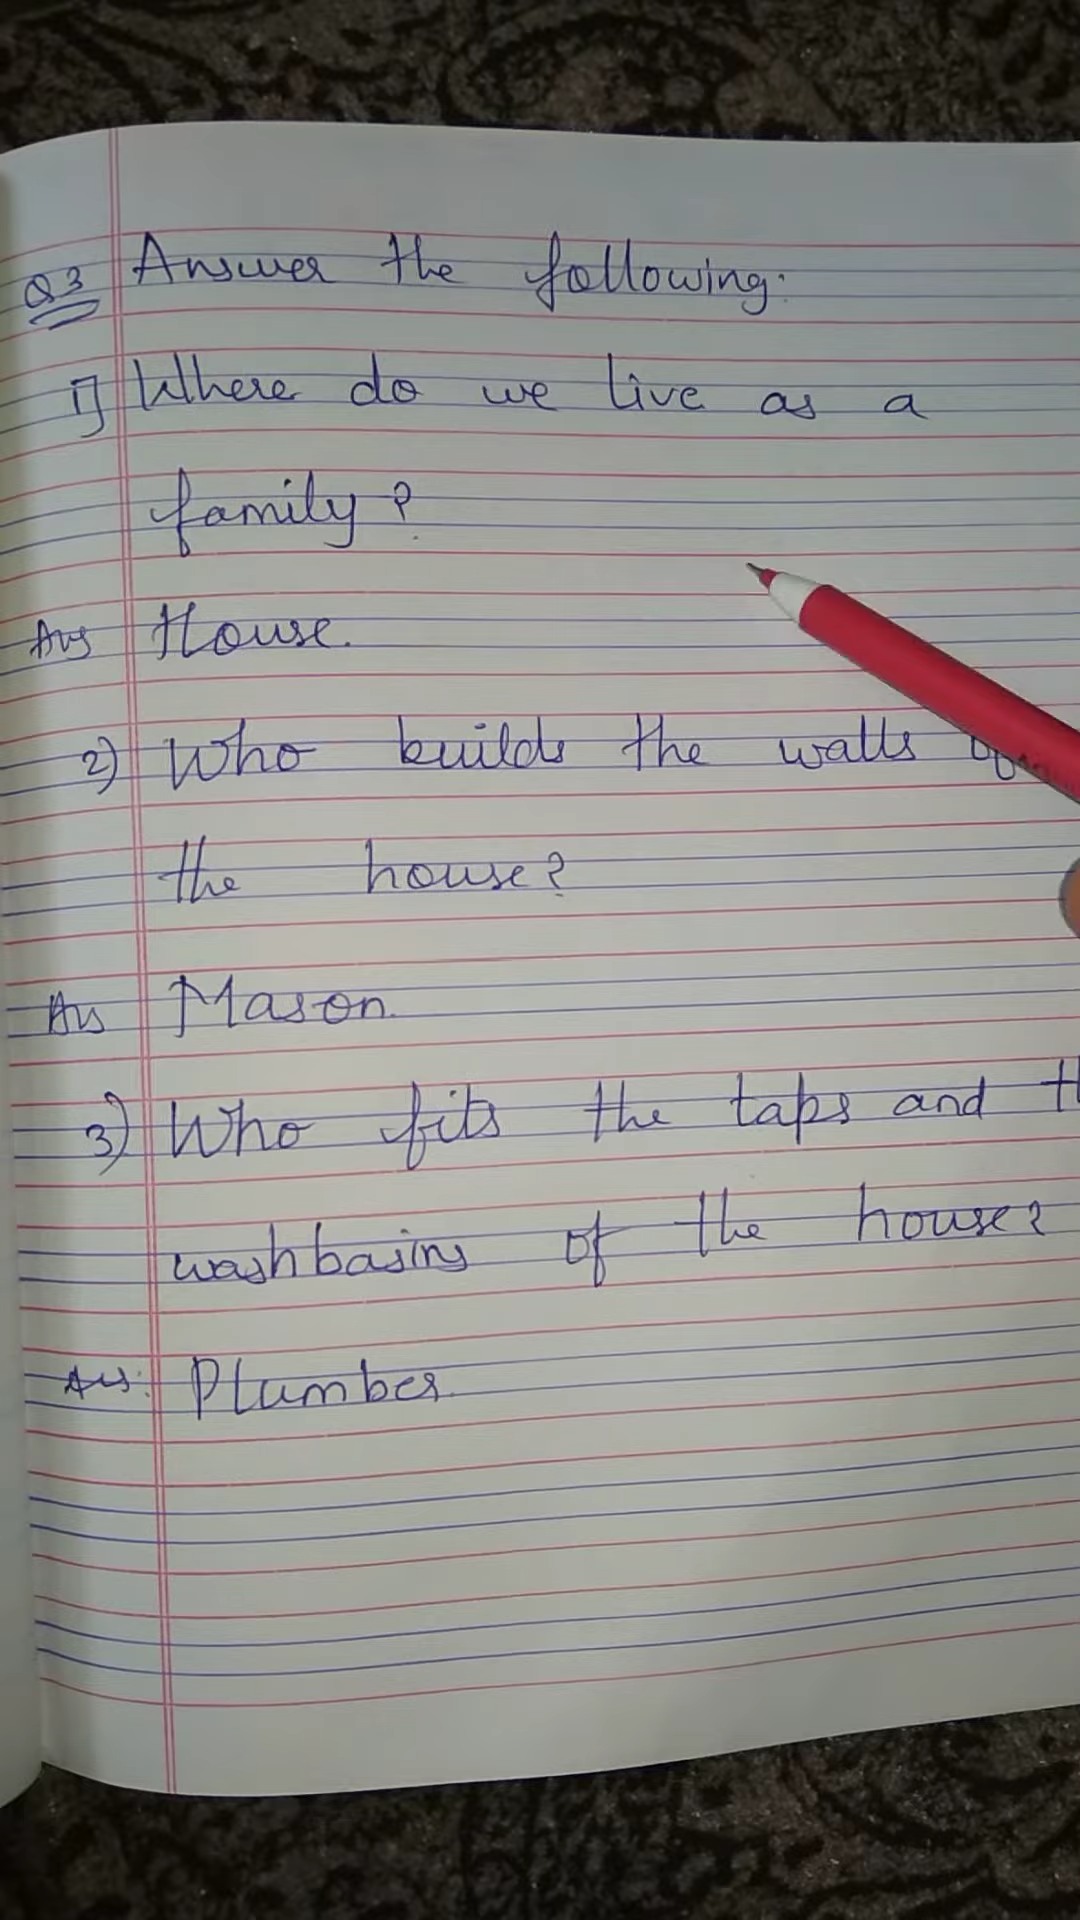 Q3 Answer the following:
1) Where do we live as a
family?
Ans House.
2) Who builds the walls of
the house?
Ans Mason.
3) Who fits the taps and
washbasins of the house?
Ans: Plumber.